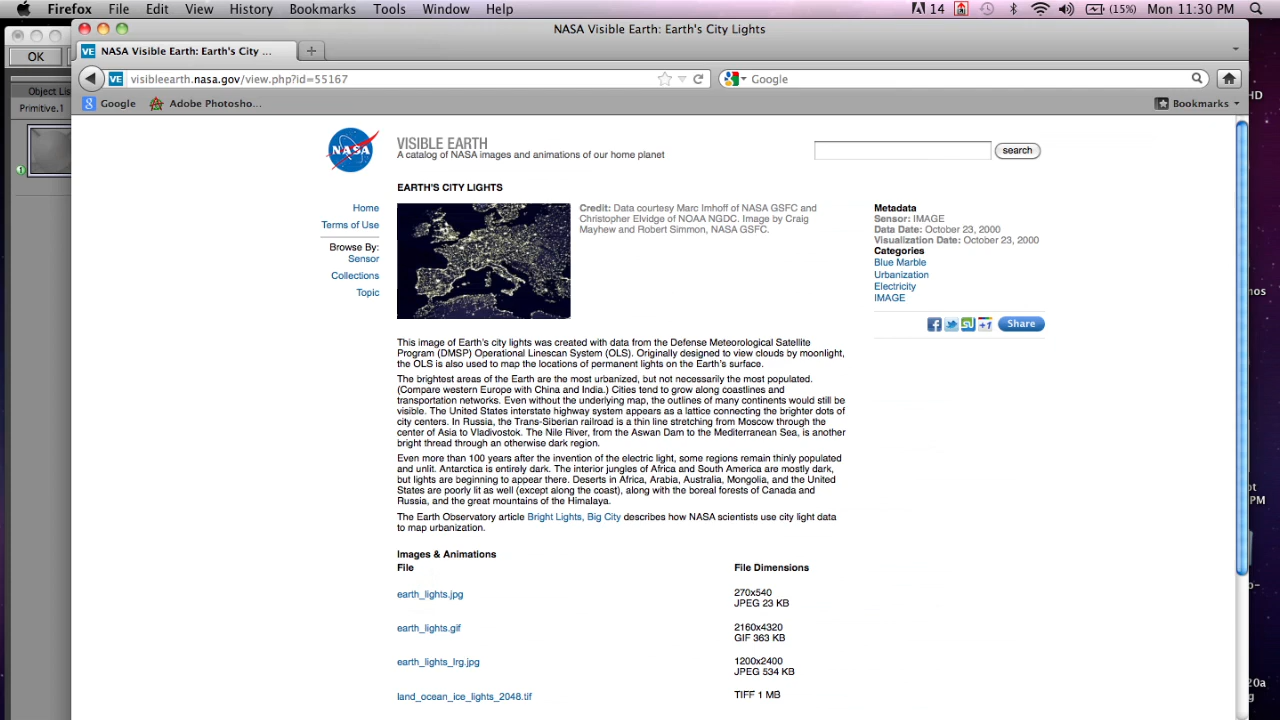 Firefox File Edit View History Bookmarks Tools Window Help 14 (15%) Mon 11:30 PM
NASA Visible Earth: Earth's City Lights
OK
VE NASA Visible Earth: Earth's City ...
VE visibleearth.nasa.gov/view.php?id=55167
Google
Object Lis
Google
Adobe Photosho...
Bookmarks
Primitive.1
HD
NASA
VISIBLE EARTH
A catalog of NASA images and animations of our home planet
search
EARTH'S CITY LIGHTS
Home
Terms of Use
Browse By:
Sensor
Collections
Topic
Credit: Data courtesy Marc Imhoff of NASA GSFC and
Christopher Elvidge of NOAA NGDC. Image by Craig
Mayhew and Robert Simmon, NASA GSFC.
Metadata
Sensor: IMAGE
Data Date: October 23, 2000
Visualization Date: October 23, 2000
Categories
Blue Marble
Urbanization
Electricity
IMAGE
+1 Share
This image of Earth's city lights was created with data from the Defense Meteorological Satellite
Program (DMSP) Operational Linescan System (OLS). Originally designed to view clouds by moonlight,
the OLS is also used to map the locations of permanent lights on the Earth's surface.
The brightest areas of the Earth are the most urbanized, but not necessarily the most populated.
(Compare western Europe with China and India.) Cities tend to grow along coastlines and
transportation networks. Even without the underlying map, the outlines of many continents would still be
visible. The United States interstate highway system appears as a lattice connecting the brighter dots of
city centers. In Russia, the Trans-Siberian railroad is a thin line stretching from Moscow through the
center of Asia to Vladivostok. The Nile River, from the Aswan Dam to the Mediterranean Sea, is another
bright thread through an otherwise dark region.
Even more than 100 years after the invention of the electric light, some regions remain thinly populated
and unlit. Antarctica is entirely dark. The interior jungles of Africa and South America are mostly dark,
but lights are beginning to appear there. Deserts in Africa, Arabia, Australia, Mongolia, and the United
States are poorly lit as well (except along the coast), along with the boreal forests of Canada and
Russia, and the great mountains of the Himalaya.
The Earth Observatory article Bright Lights, Big City describes how NASA scientists use city light data
to map urbanization.
Images & Animations
File
File Dimensions
earth_lights.jpg
270x540
JPEG 23 KB
earth_lights.gif
2160x4320
GIF 363 KB
earth_lights_lrg.jpg
1200x2400
JPEG 534 KB
land_ocean_ice_lights_2048.tif
TIFF 1 MB